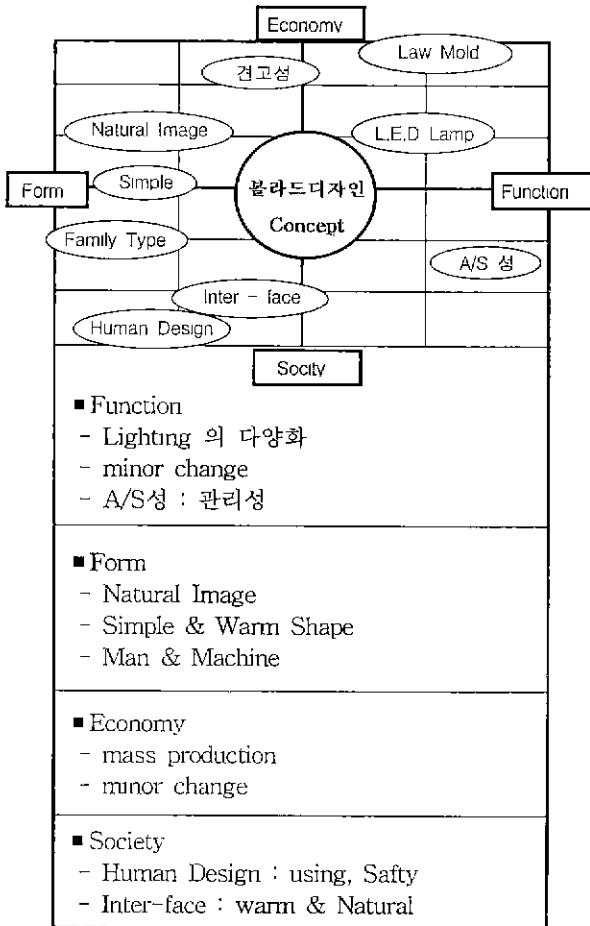 Economy
Law Mold
견고섬
Natural Image
L.E.D Lamp
Form
Simple
볼라드디자인
Concept
Function
Family Type
A/S 성
Inter - face
Human Design
Socity
■ Function
- Lighting 의 다양화
- minor change
- A/S성 : 관리성
■ Form
- Natural Image
- Simple & Warm Shape
- Man & Machine
■ Economy
- mass production
- minor change
■ Society
- Human Design : using, Safty
- Inter-face : warm & Natural